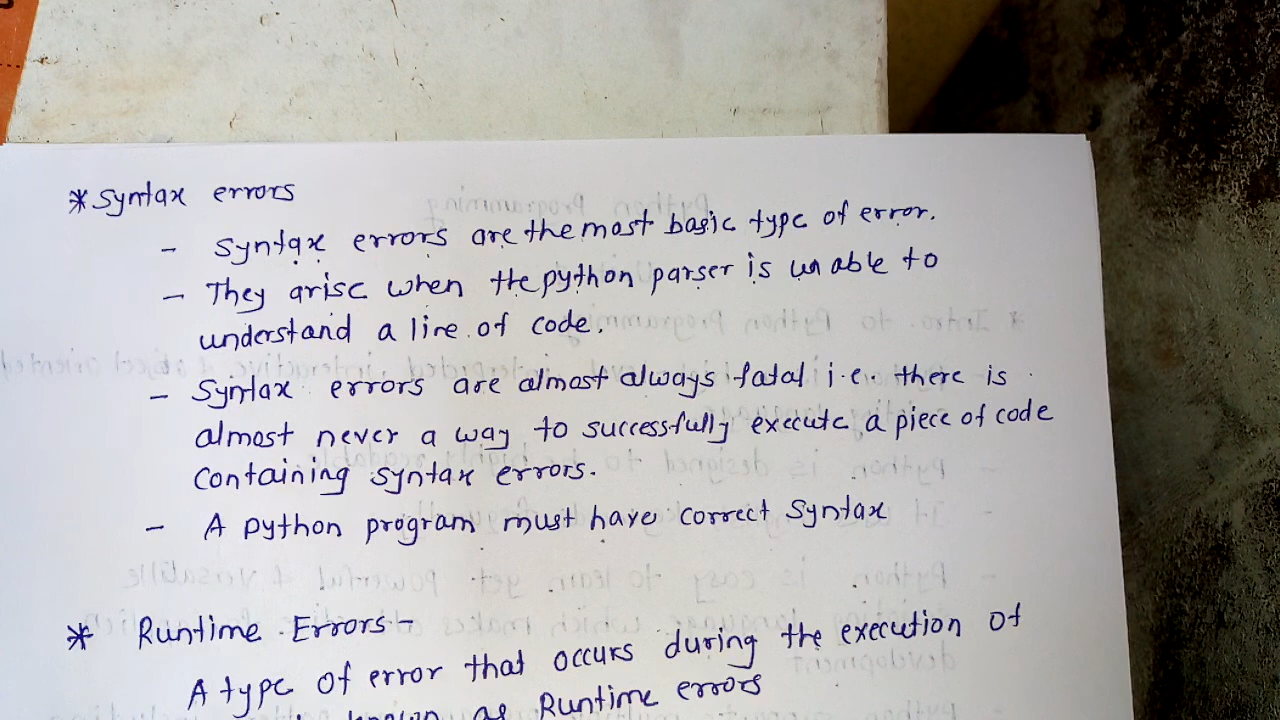 * Syntax errors
- Syntax errors are the most basic type of error.
- They arise when the python parser is unable to
understand a line of code.
- Syntax errors are almost always fatal i.e. there is
almost never a way to successfully execute a piece of code
containing syntax errors.
- A python program must have correct syntax
* Runtime Errors -
A type of error that occurs during the execution of
known as Runtime errors